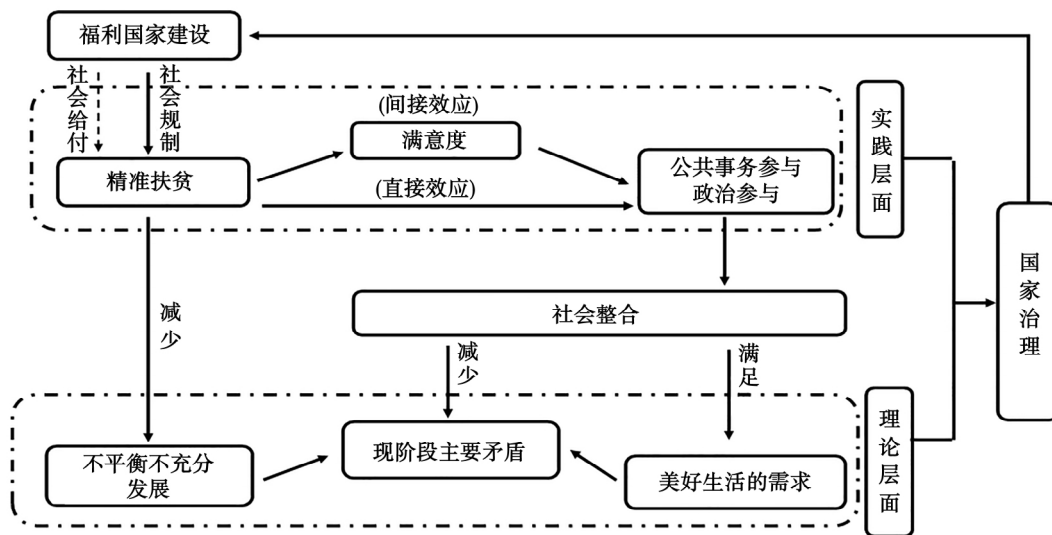 福利国家建设
社会给付
社会规制
(间接效应)
满意度
精准扶贫
(直接效应)
公共事务参与
政治参与
实践层面
国家治理
减少
社会整合
减少
满足
不平衡不充分
发展
现阶段主要矛盾
美好生活的需求
理论层面